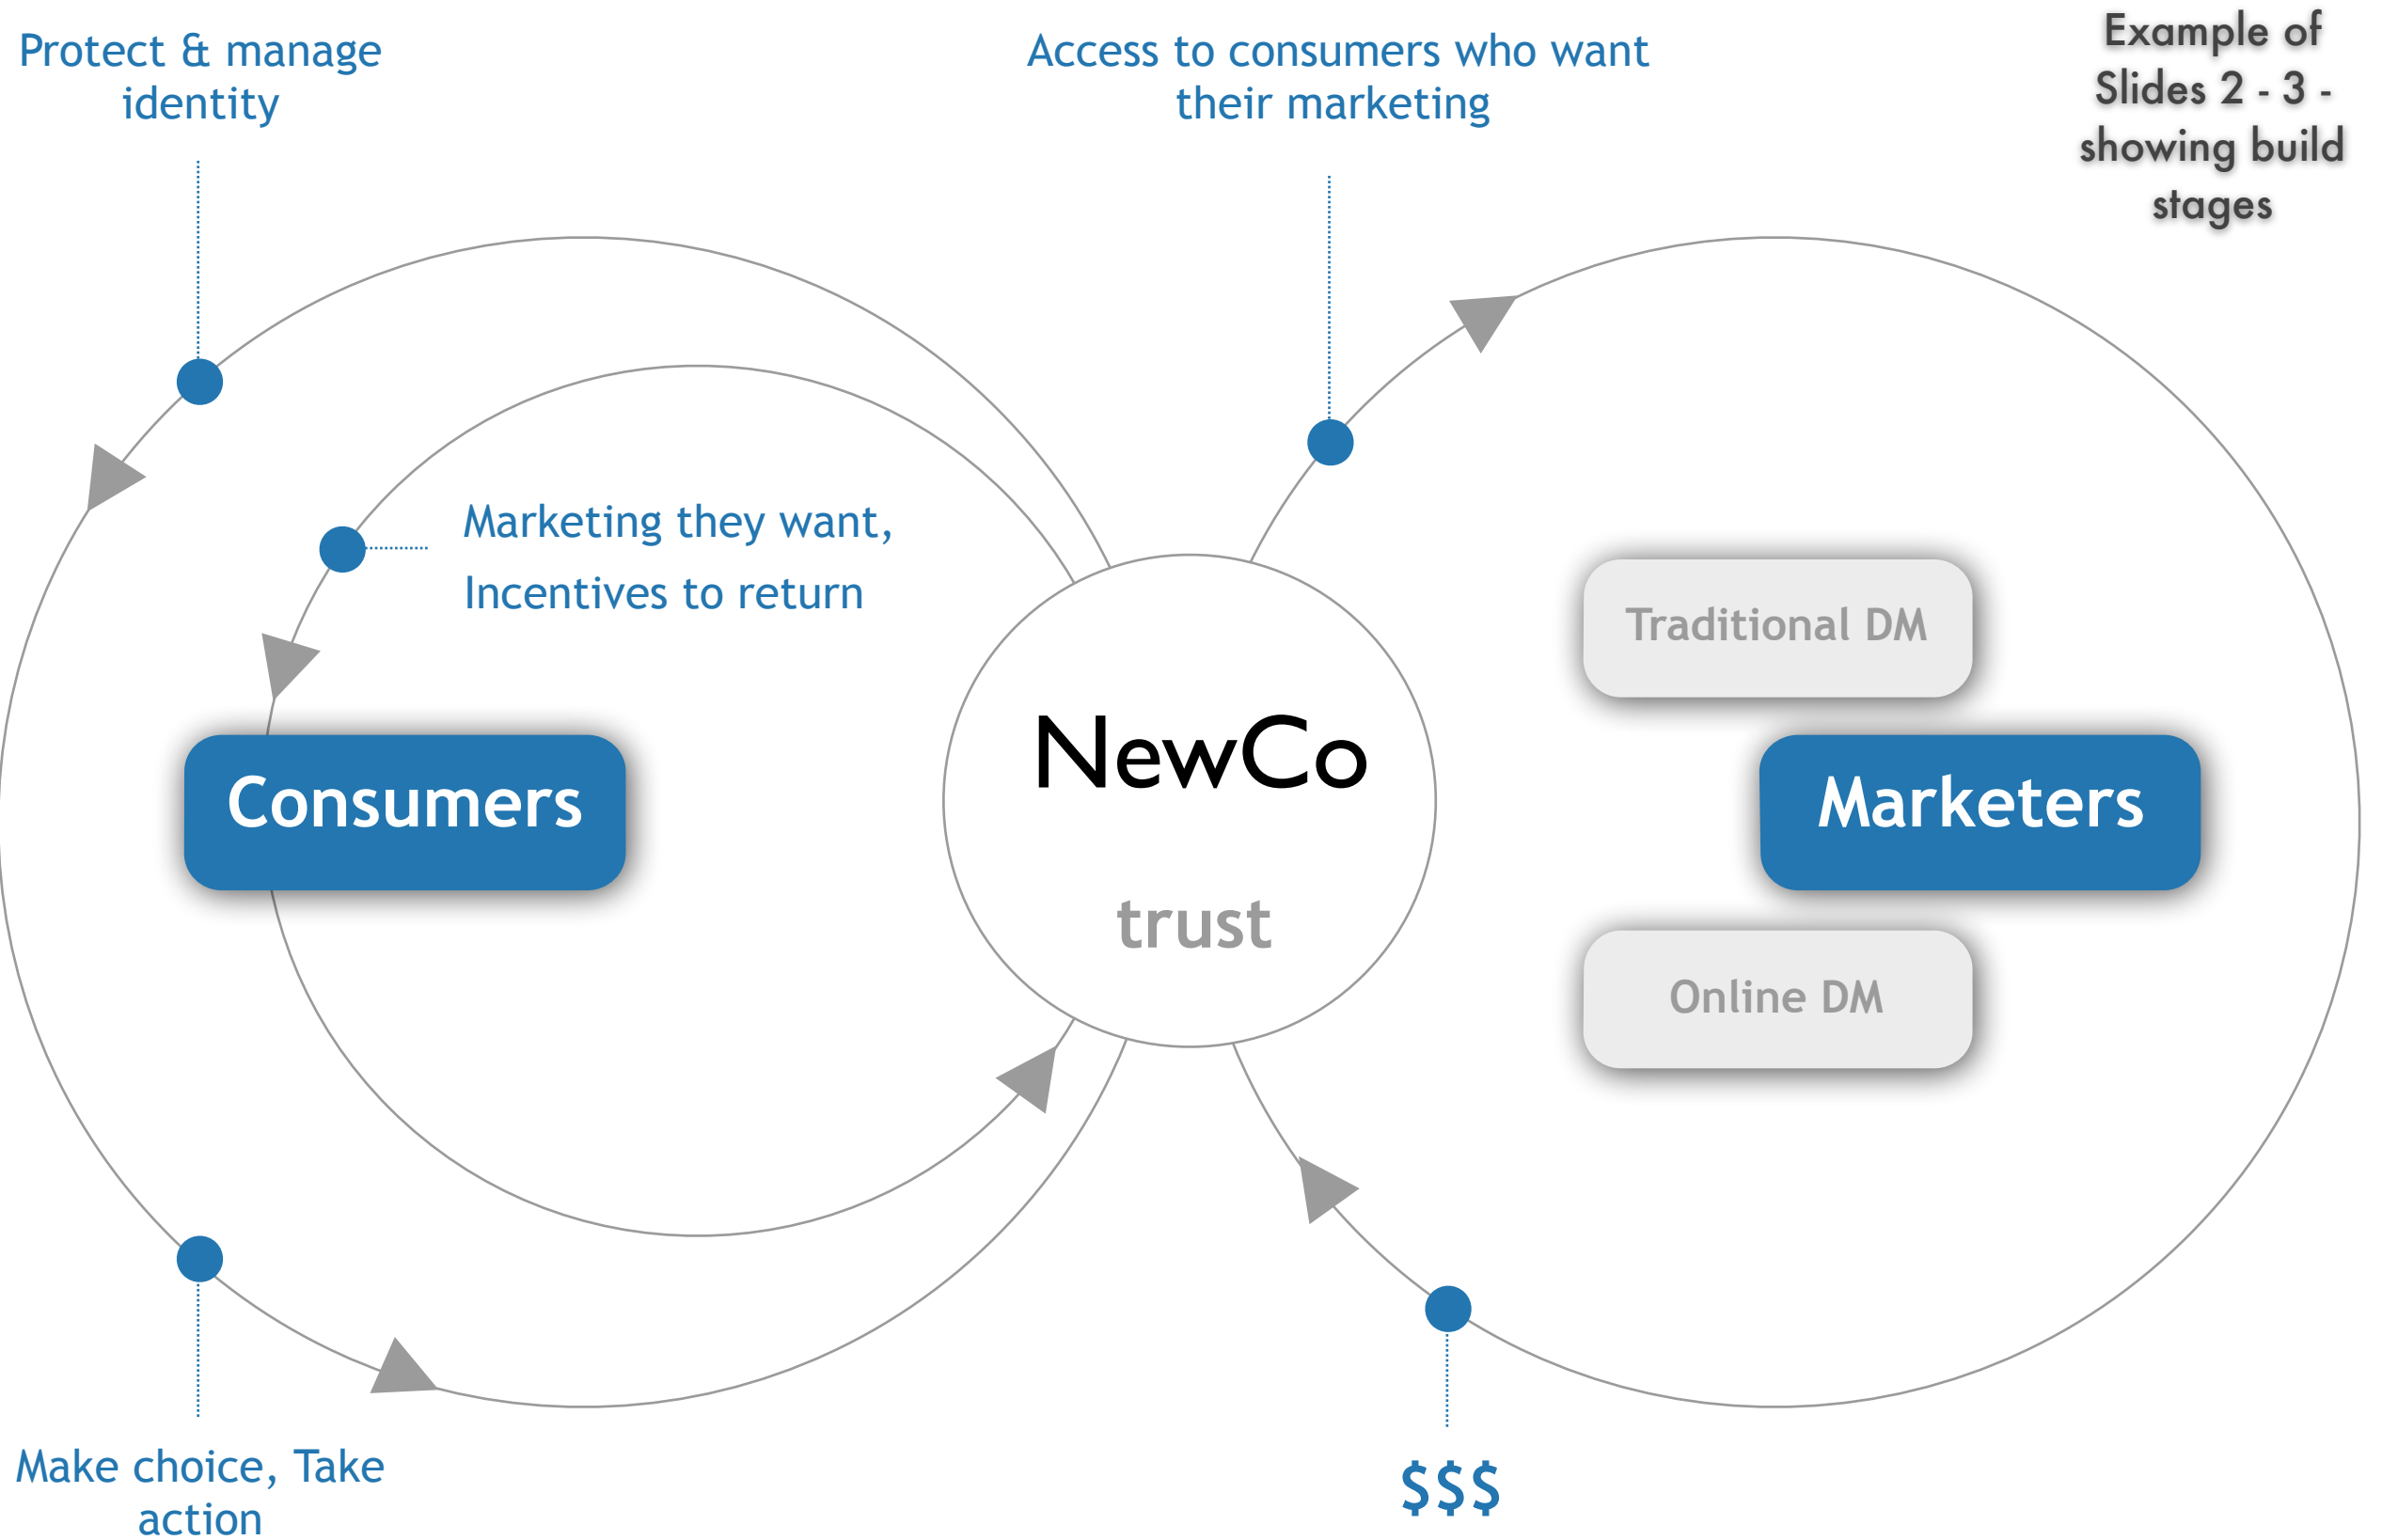 Protect & manage
identity
Access to consumers who want
their marketing
Example of
Slides 2 - 3 -
showing build
stages
Marketing they want,
Incentives to return
Traditional DM
NewCo
Consumers
Marketers
trust
Online DM
Make choice, Take
action
$$$